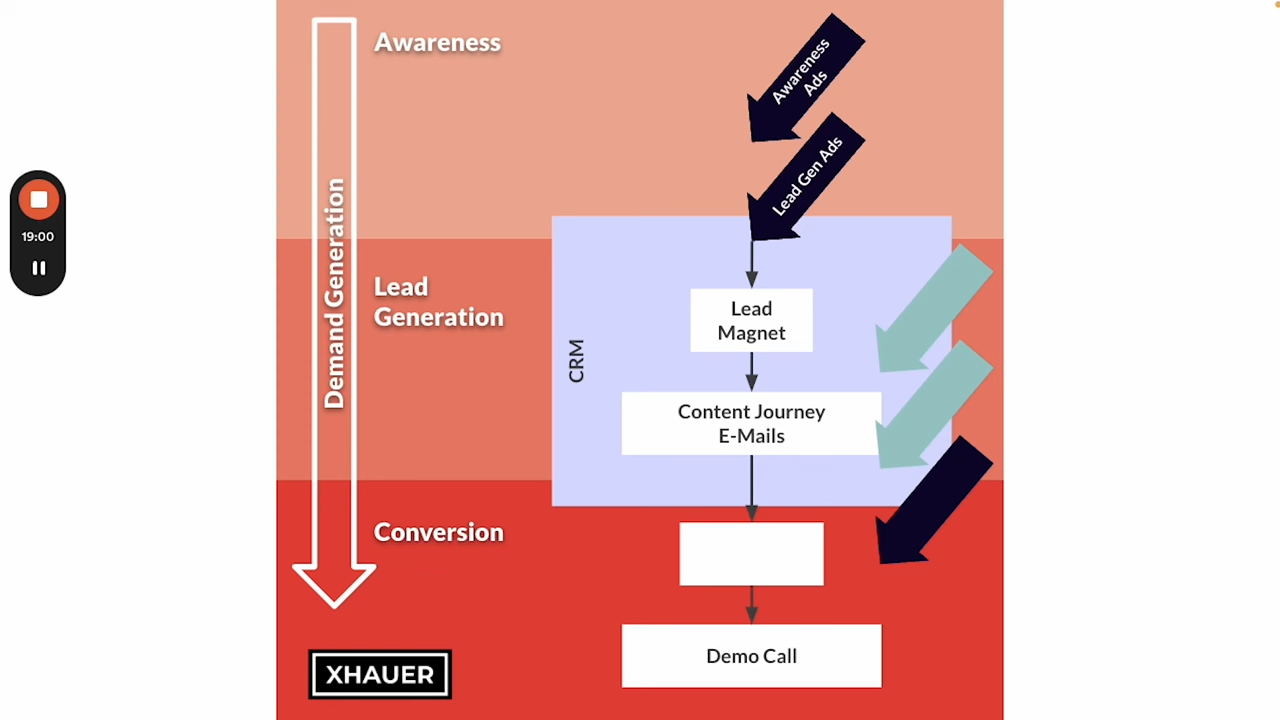 Awareness
Awareness
Ads
Lead Gen Ads
Demand Generation
19:00
Lead
Generation
CRM
Lead
Magnet
Content Journey
E-Mails
Conversion
Demo Call
XHAUER